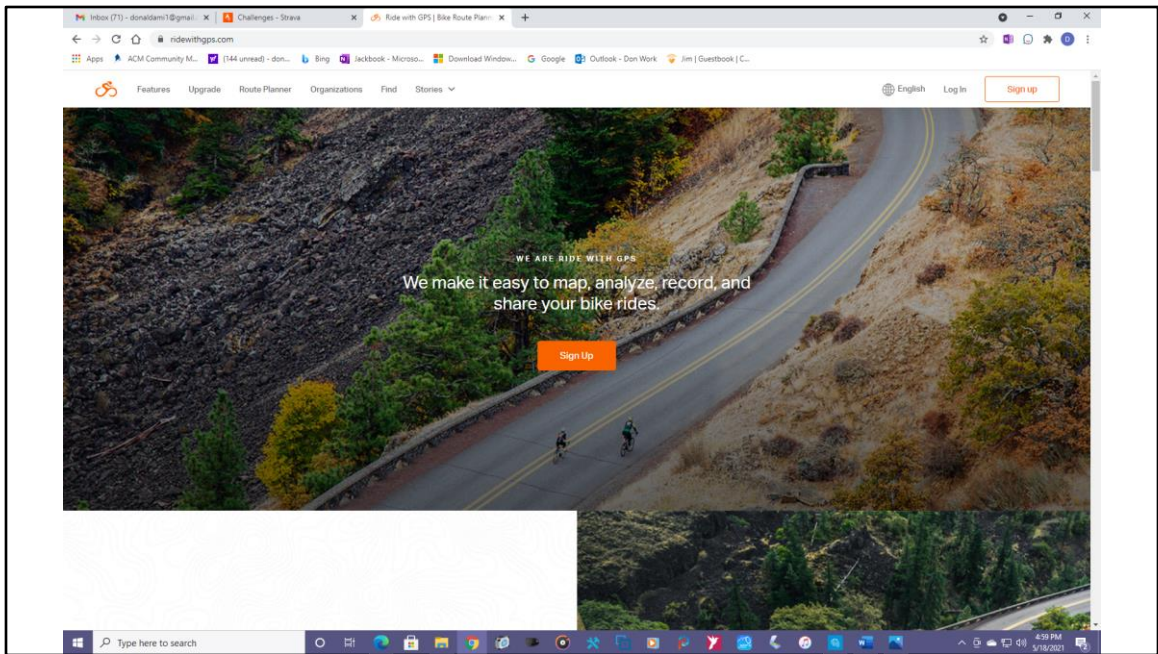 Inbox (71) - donaldami1@gmail. Challenges - Strava Ride with GPS | Bike Route Plann
ridewithgps.com
Apps ACM Community M... (144 unread) - don... Bing Jackbook - Microso... Download Window... Google Outlook - Don Work Jim | Guestbook | C...
Features Upgrade Route Planner Organizations Find Stories English Log In Sign up
WE ARE RIDE WITH GPS
We make it easy to map, analyze, record, and
share your bike rides.
Sign Up
Type here to search
4:59 PM
5/18/2021